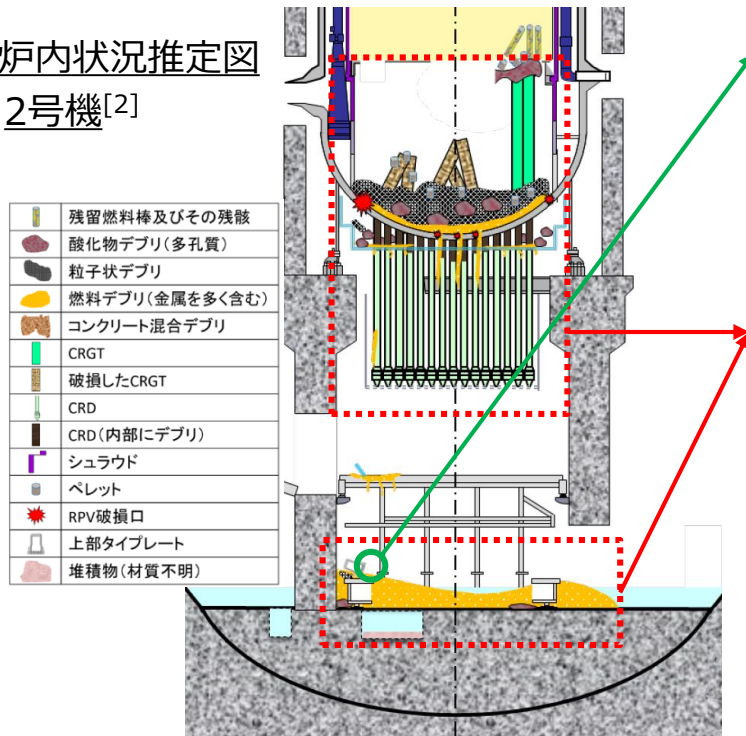 炉内状況推定図
2号機[2]
残留燃料棒及びその残骸
酸化物デブリ(多孔質)
粒子状デブリ
燃料デブリ(金属を多く含む)
コンクリート混合デブリ
CRGT
破損したCRGT
CRD
CRD(内部にデブリ)
シュラウド
ペレット
RPV破損口
上部タイプレート
堆積物(材質不明)